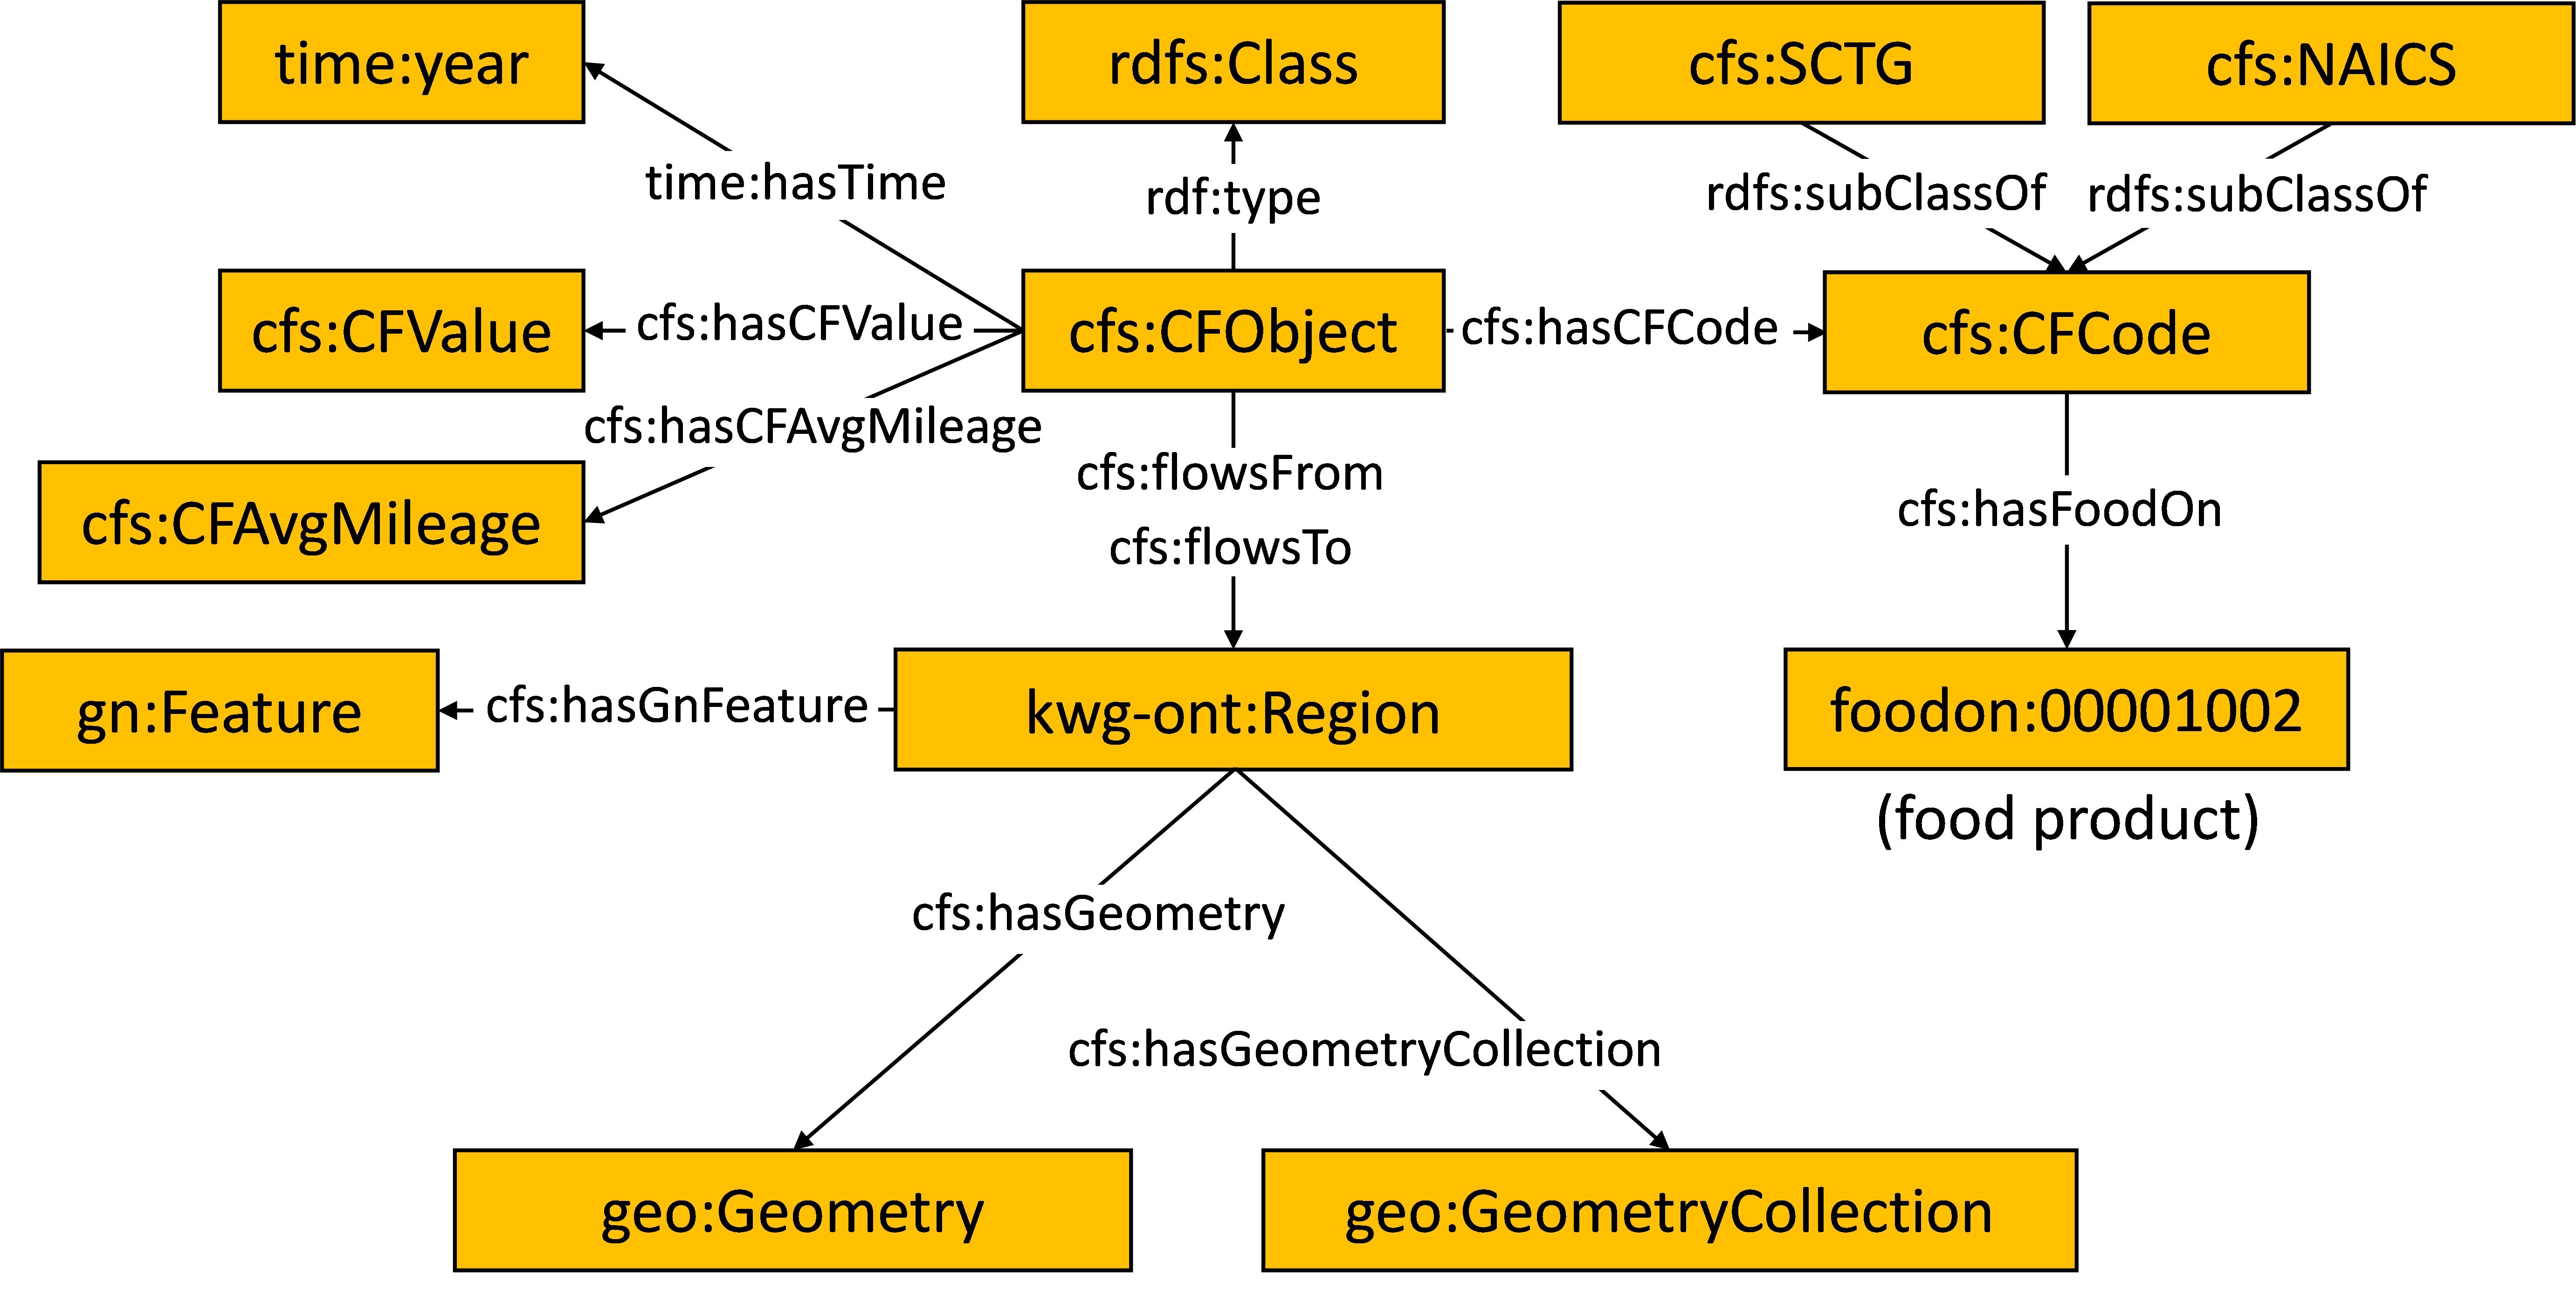 time:year
rdfs:Class
cfs:SCTG
cfs:NAICS
time:hasTime
rdf:type
rdfs:subClassOf
rdfs:subClassOf
cfs:CFValue
cfs:hasCFValue
cfs:CFObject
cfs:hasCFCode
cfs:CFCode
cfs:hasCFAvgMileage
cfs:CFAvgMileage
cfs:flowsFrom
cfs:flowsTo
cfs:hasFoodOn
gn:Feature
cfs:hasGnFeature
kwg-ont:Region
foodon:00001002
(food product)
cfs:hasGeometry
cfs:hasGeometryCollection
geo:Geometry
geo:GeometryCollection